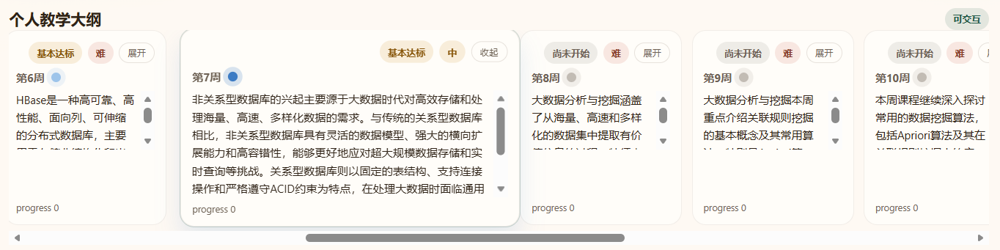 个人教学大纲
可交互
基本达标 难 展开
第6周
HBase是一种高可靠、高
性能、面向列、可伸缩
的分布式数据库，主要
progress 0
基本达标 中 收起
第7周
非关系型数据库的兴起主要源于大数据时代对高效存储和处
理海量、高速、多样化数据的需求。与传统的关系型数据库
相比，非关系型数据库具有灵活的数据模型、强大的横向扩
展能力和高容错性，能够更好地应对超大规模数据存储和实
时查询等挑战。关系型数据库则以固定的表结构、支持连接
操作和严格遵守ACID约束为特点，在处理大数据时面临通用
progress 0
尚未开始 难 展开
第8周
大数据分析与挖掘涵盖
了从海量、高速和多样
化的数据集中提取有价
progress 0
尚未开始 难 展开
第9周
大数据分析与挖掘本周
重点介绍关联规则挖掘
的基本概念及其常用算
progress 0
尚未开始 难
第10周
本周课程继续深入探讨
常用的数据挖掘算法，
包括Apriori算法及其在
progress 0